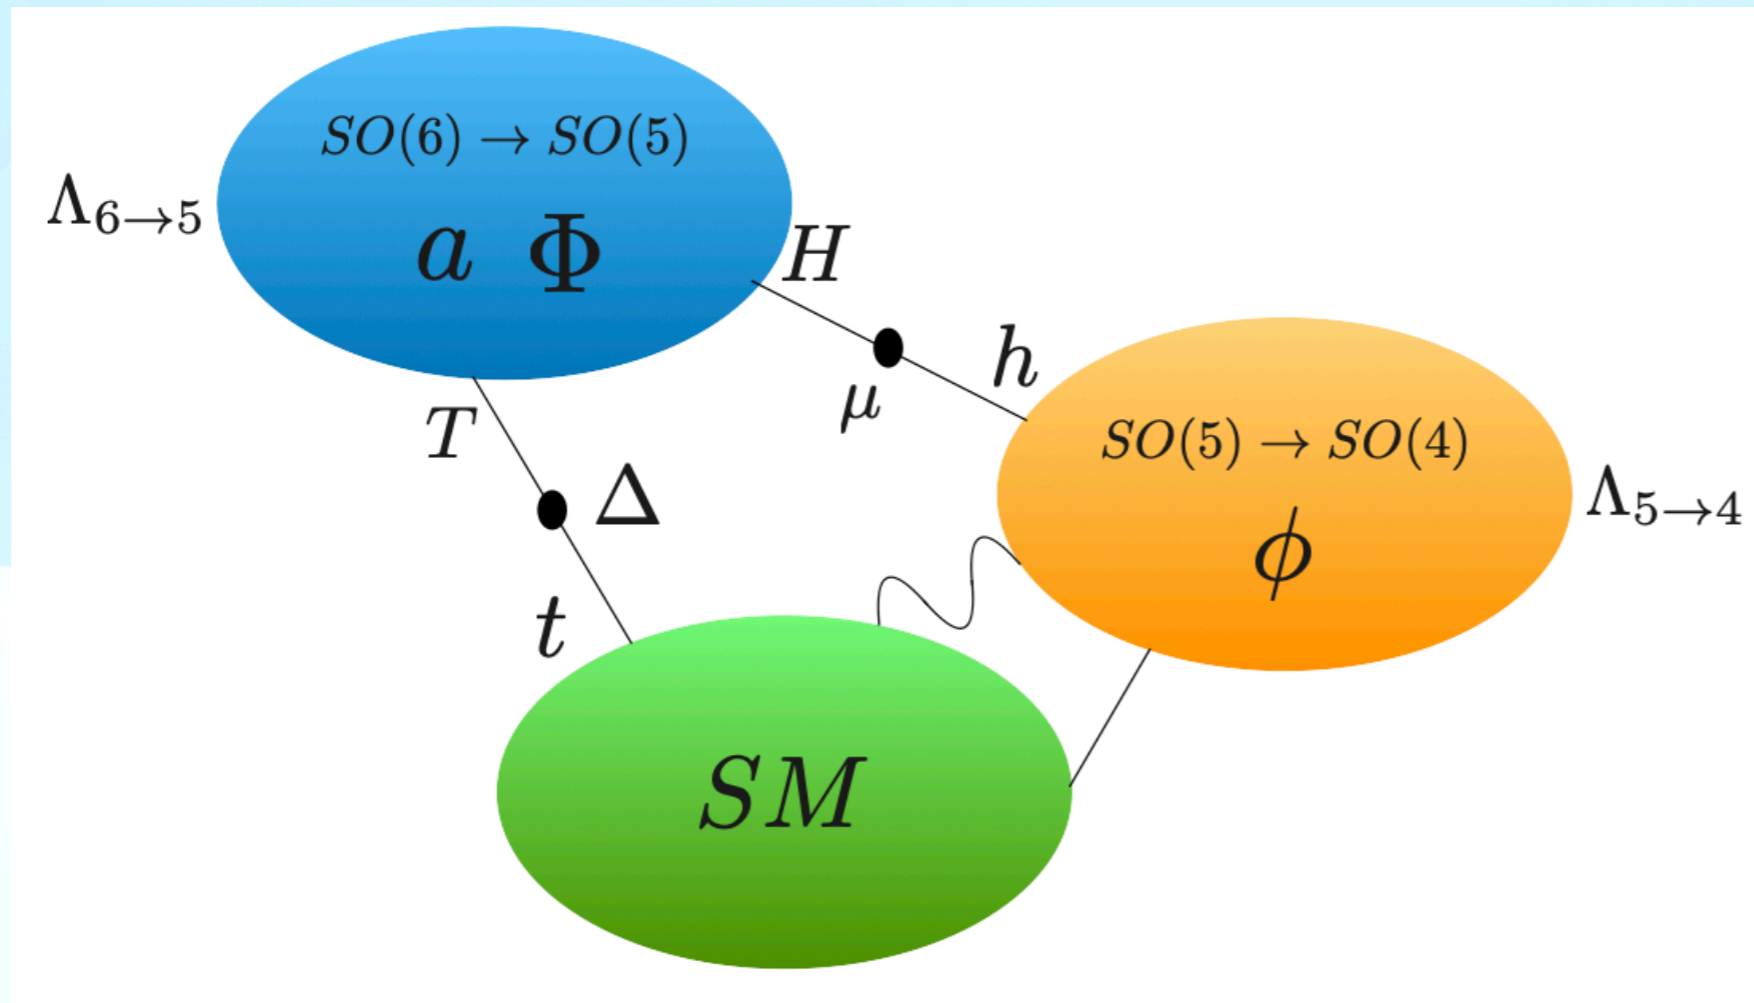 SO(6) → SO(5)
Λ₆→₅
a Φ
H
h
μ
T
Δ
t
SO(5) → SO(4)
Λ₅→₄
ϕ
SM